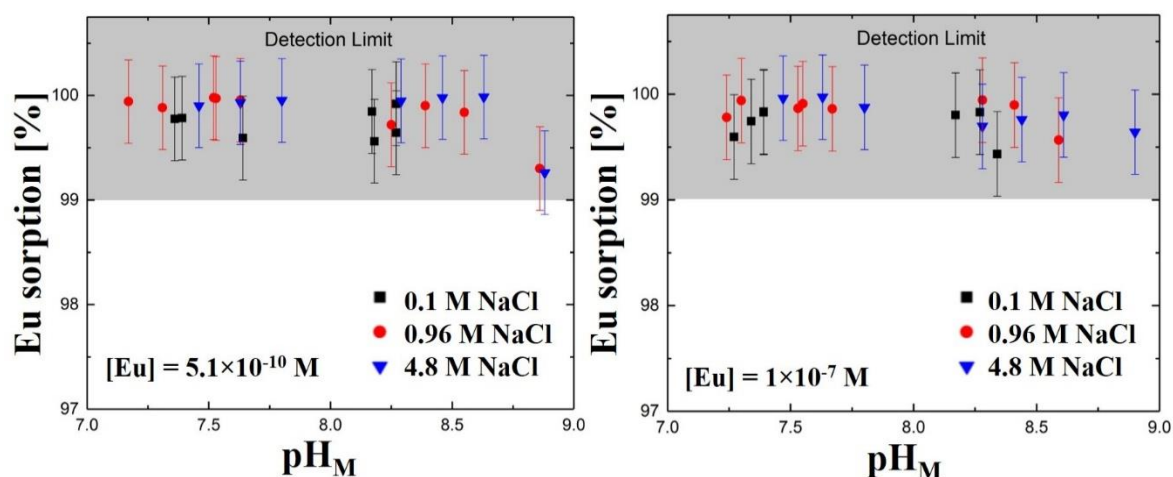 Detection Limit
Eu sorption [%]
100
99
98
97
0.1 M NaCl
0.96 M NaCl
4.8 M NaCl
[Eu] = 5.1×10⁻¹⁰ M
7.0 7.5 8.0 8.5 9.0
pH_M
Detection Limit
Eu sorption [%]
100
99
98
97
0.1 M NaCl
0.96 M NaCl
4.8 M NaCl
[Eu] = 1×10⁻⁷ M
7.0 7.5 8.0 8.5 9.0
pH_M